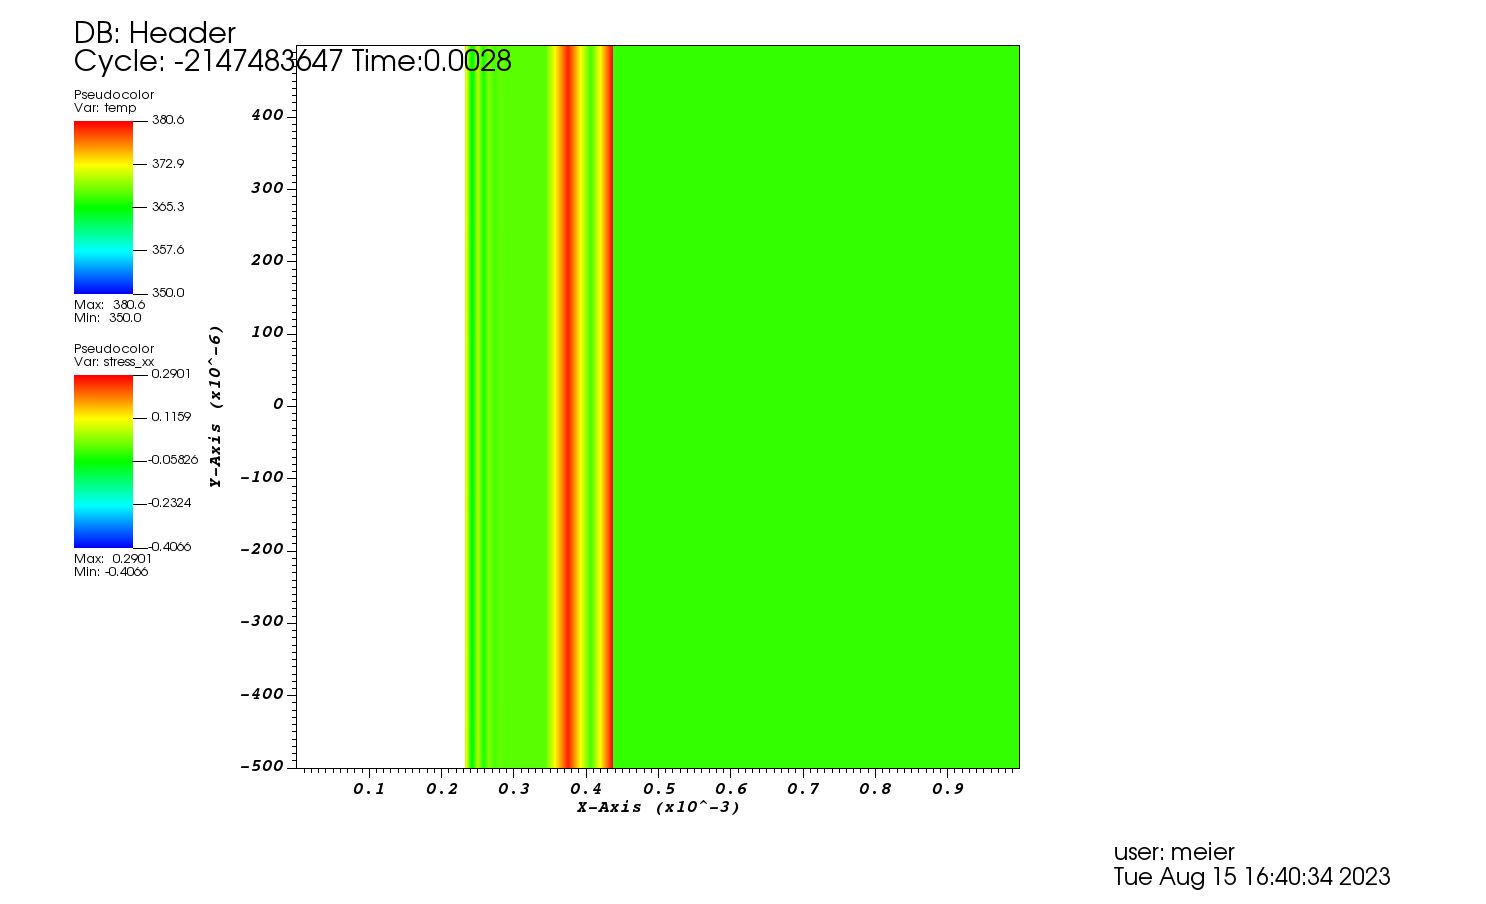 DB: Header
Cycle: -2147483647 Time:0.0028
Pseudocolor
Var: temp
380.6
372.9
365.3
357.6
350.0
Max: 380.6
Min: 350.0
Pseudocolor
Var: stress_xx
0.2901
0.1159
-0.05826
-0.2324
-0.4066
Max: 0.2901
Min: -0.4066
Y-Axis (x10^-6)
400
300
200
100
0
-100
-200
-300
-400
-500
0.1 0.2 0.3 0.4 0.5 0.6 0.7 0.8 0.9
X-Axis (x10^-3)
user: meier
Tue Aug 15 16:40:34 2023